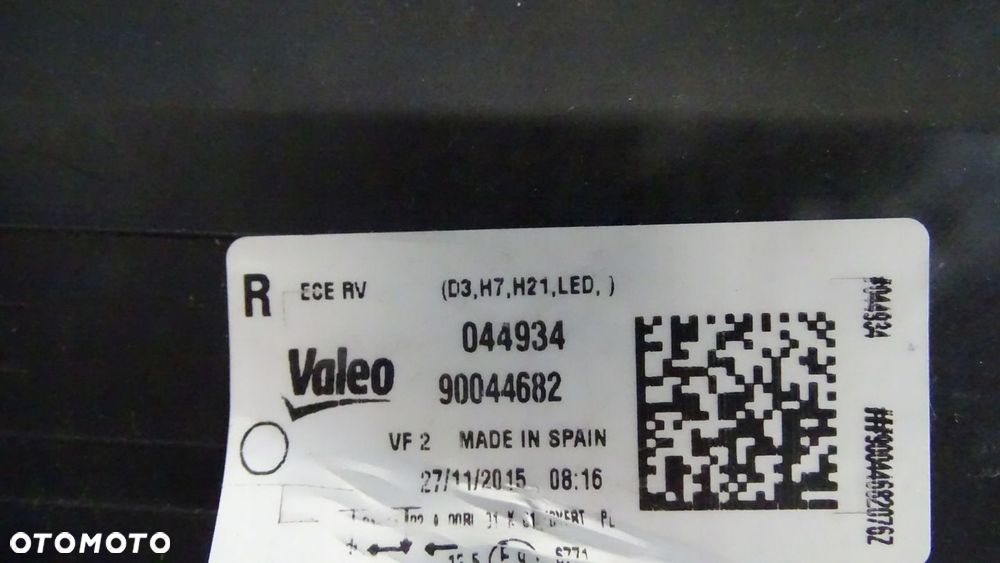 R ECE RV (D3,H7,H21,LED, )
044934
Valeo
90044682
VF 2 MADE IN SPAIN
27/11/2015 08:16
#044934
OTOMOTO